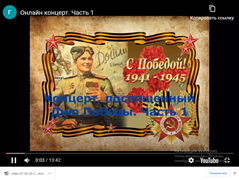 Онлайн концерт. Часть 1
Копировать ссылку
С Победой!
1941-1945
Концерт, посвященный
Дню Победы. Часть 1
0:03 / 13:42
YouTube